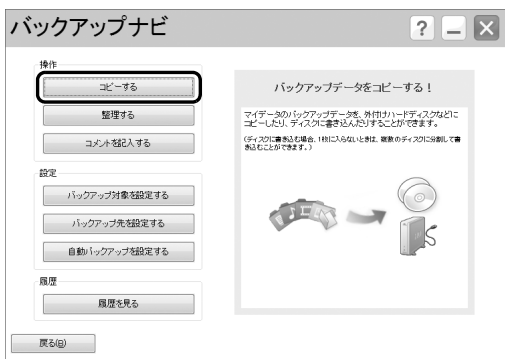 バックアップナビ
? － ×
操作
コピーする
整理する
コメントを記入する
設定
バックアップ対象を設定する
バックアップ先を設定する
自動バックアップを設定する
履歴
履歴を見る
戻る(B)
バックアップデータをコピーする！
マイデータのバックアップデータを、外付けハードディスクなどに
コピーしたり、ディスクに書き込んだりすることができます。
(ディスクに書き込む場合、1枚に入らないときは、複数のディスクに分割して書
き込むことができます。)